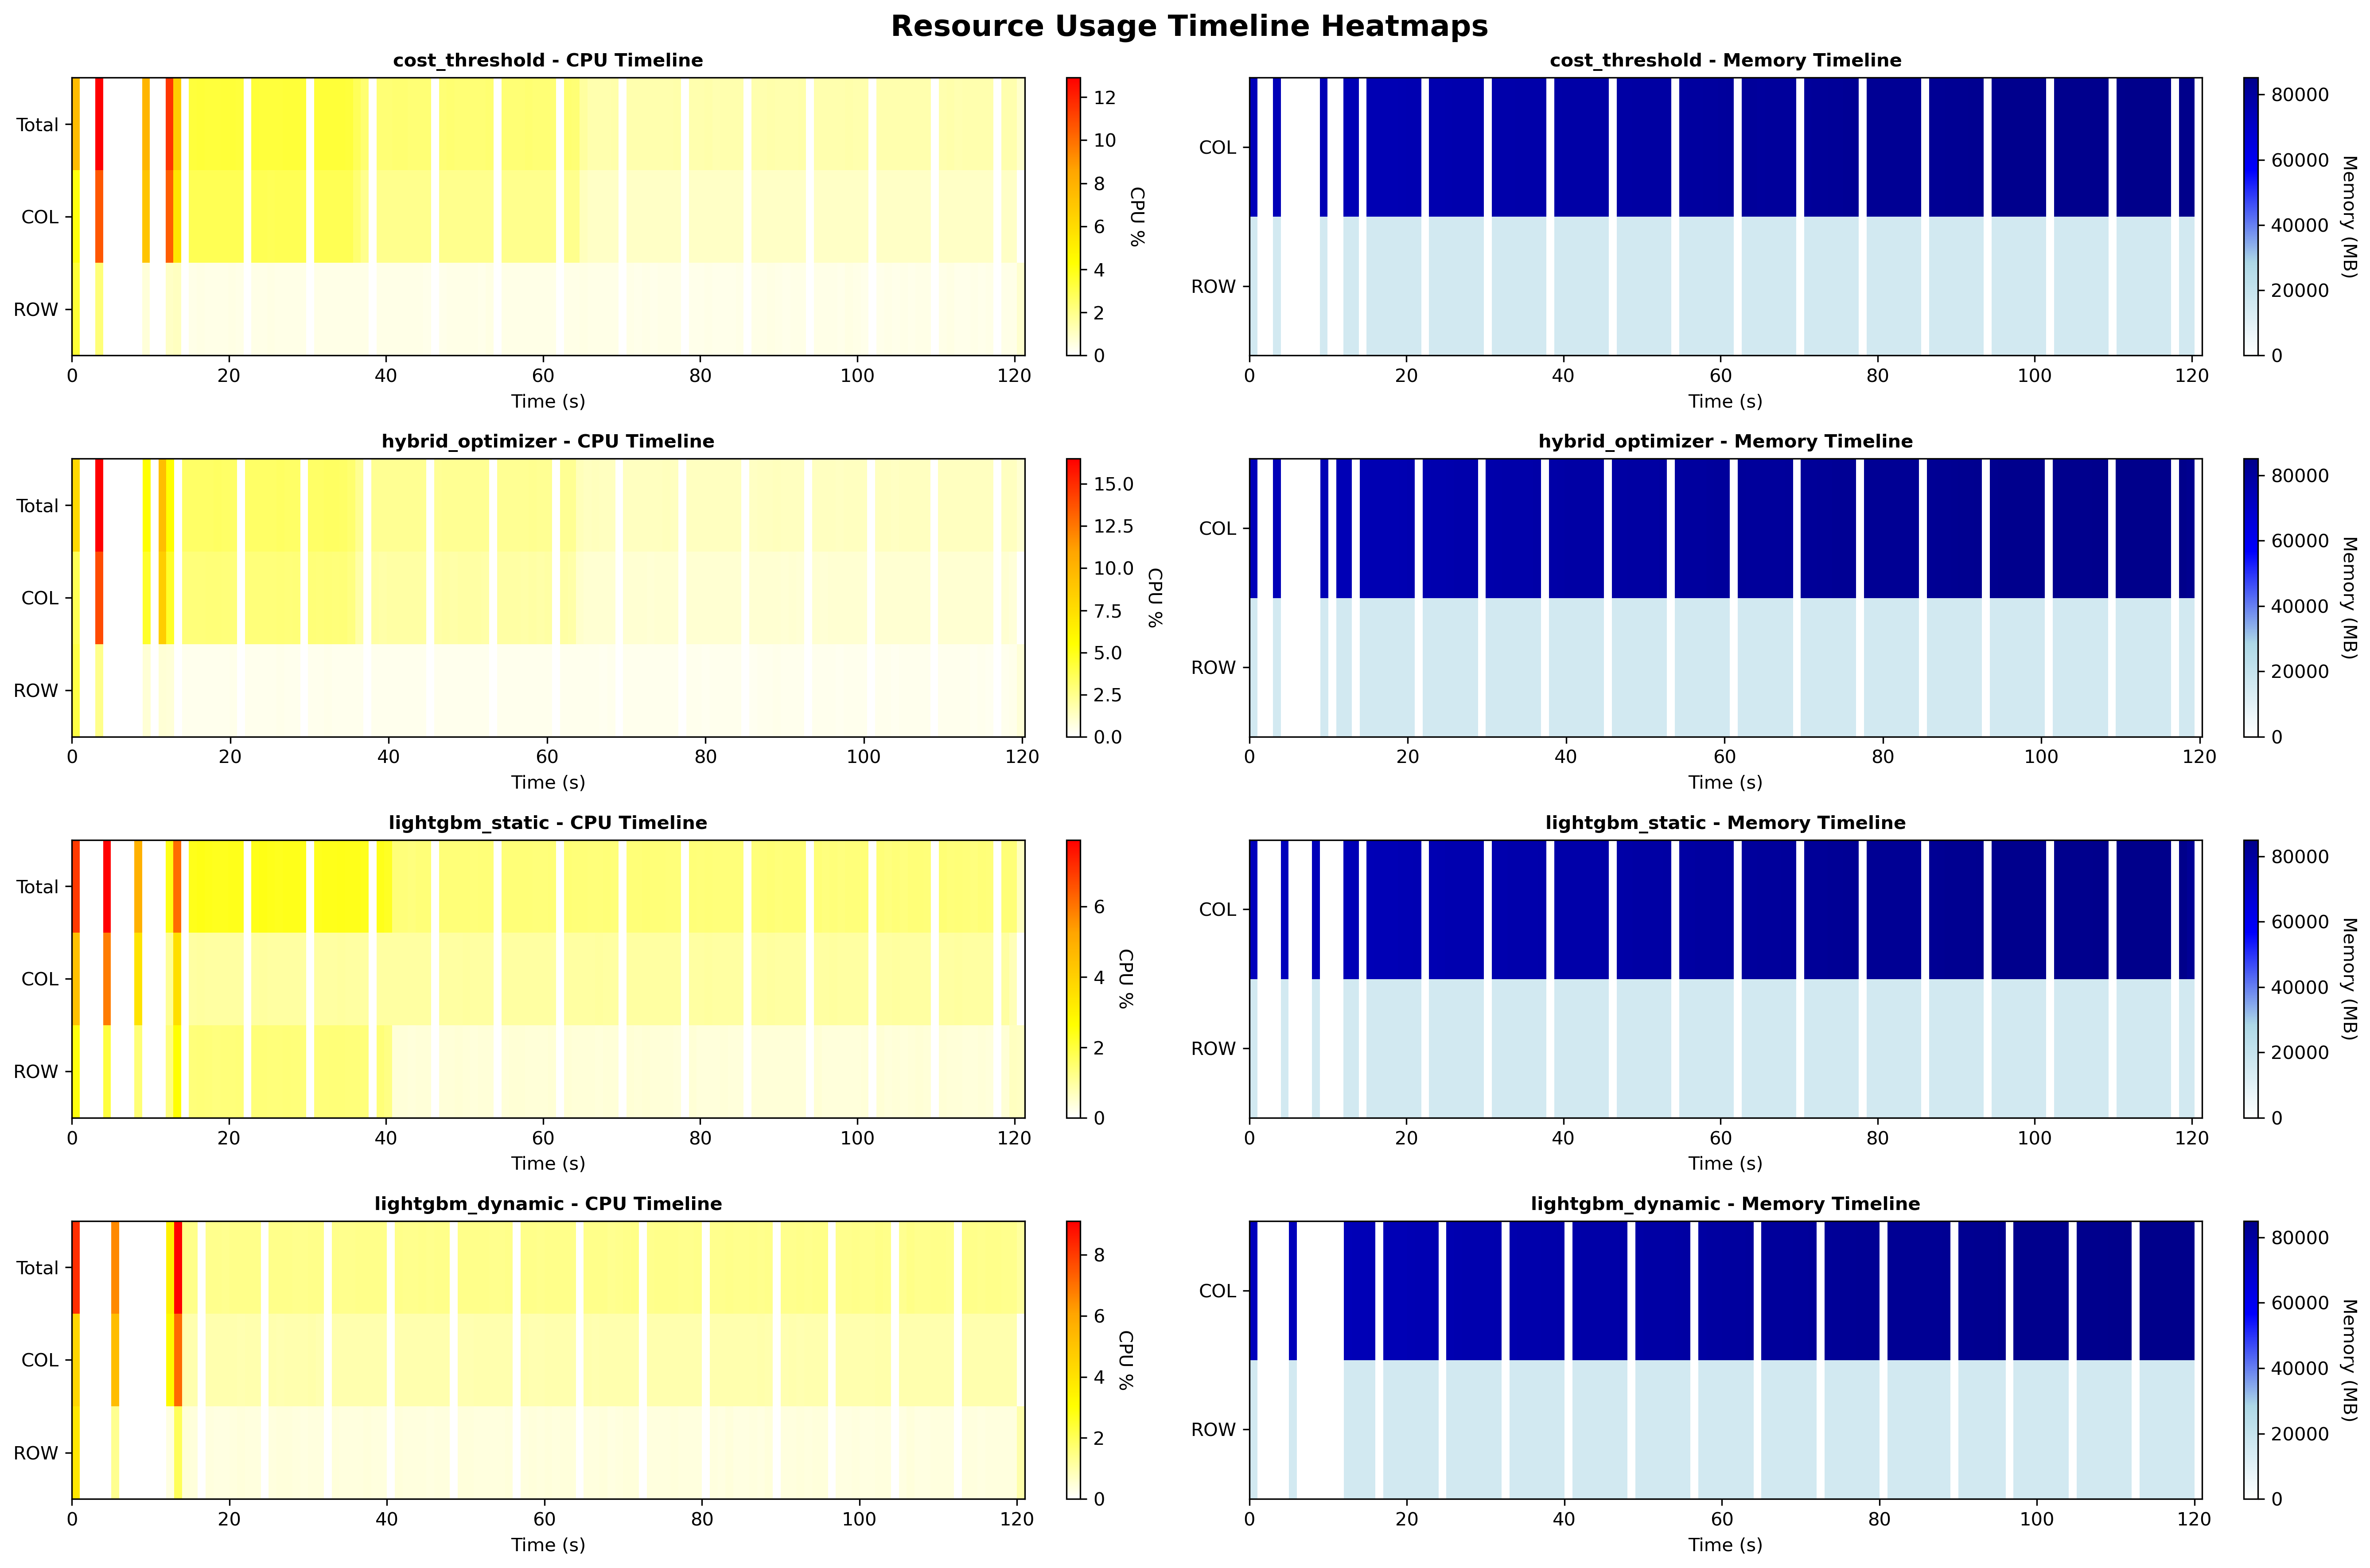 Resource Usage Timeline Heatmaps
cost_threshold - CPU Timeline
Total
COL
ROW
0 20 40 60 80 100 120
Time (s)
12
10
8
6
4
2
0
CPU %
cost_threshold - Memory Timeline
COL
ROW
0 20 40 60 80 100 120
Time (s)
80000
60000
40000
20000
0
Memory (MB)
hybrid_optimizer - CPU Timeline
Total
COL
ROW
0 20 40 60 80 100 120
Time (s)
15.0
12.5
10.0
7.5
5.0
2.5
0.0
CPU %
hybrid_optimizer - Memory Timeline
COL
ROW
0 20 40 60 80 100 120
Time (s)
80000
60000
40000
20000
0
Memory (MB)
lightgbm_static - CPU Timeline
Total
COL
ROW
0 20 40 60 80 100 120
Time (s)
6
4
2
0
CPU %
lightgbm_static - Memory Timeline
COL
ROW
0 20 40 60 80 100 120
Time (s)
80000
60000
40000
20000
0
Memory (MB)
lightgbm_dynamic - CPU Timeline
Total
COL
ROW
0 20 40 60 80 100 120
Time (s)
8
6
4
2
0
CPU %
lightgbm_dynamic - Memory Timeline
COL
ROW
0 20 40 60 80 100 120
Time (s)
80000
60000
40000
20000
0
Memory (MB)